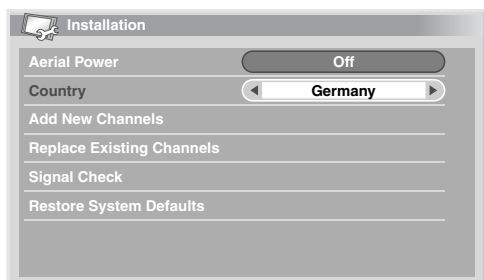 Installation
Aerial Power Off
Country Germany
Add New Channels
Replace Existing Channels
Signal Check
Restore System Defaults